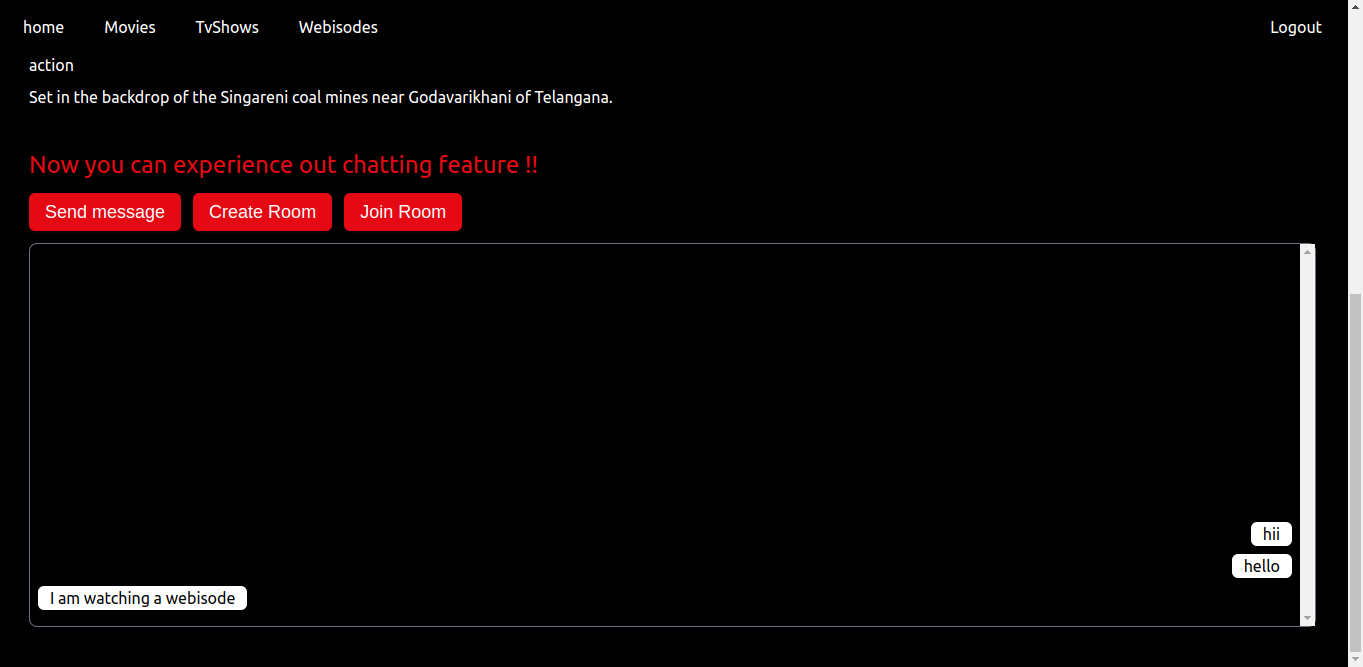 home Movies TvShows Webisodes Logout
action
Set in the backdrop of the Singareni coal mines near Godavarikhani of Telangana.
Now you can experience out chatting feature !!
Send message Create Room Join Room
hii
hello
I am watching a webisode